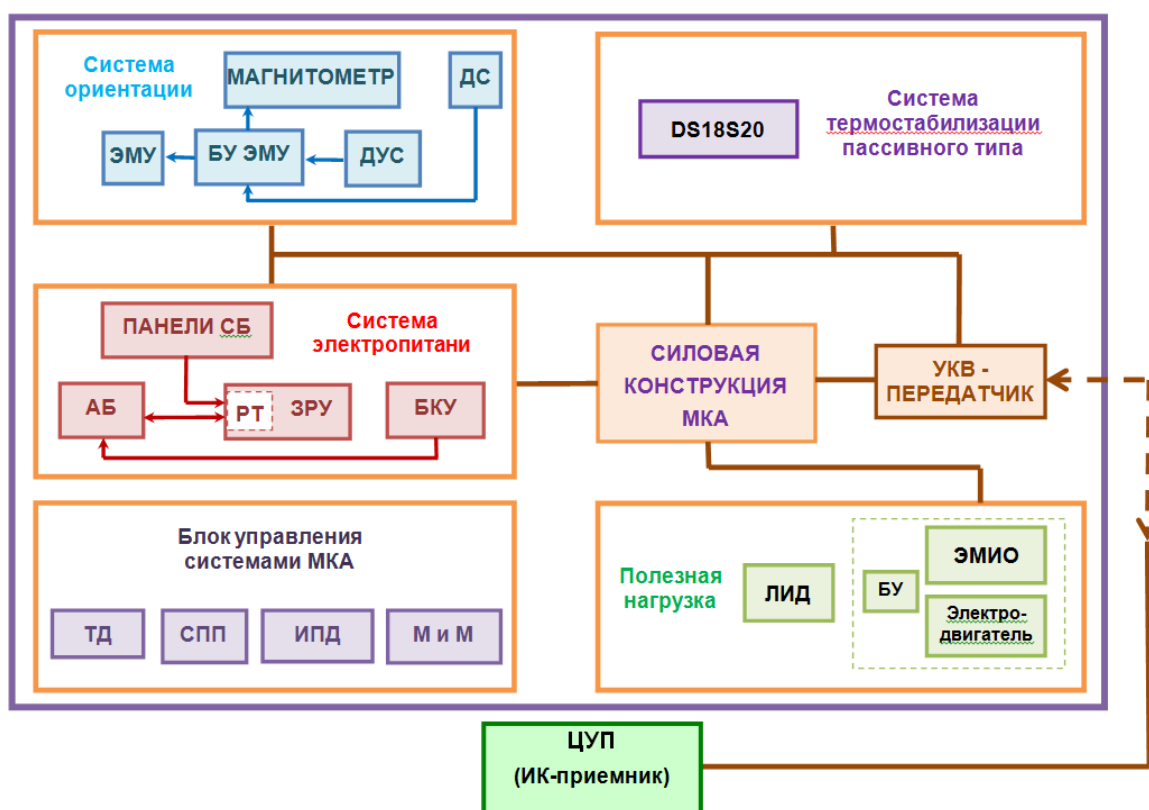 Система
ориентации
МАГНИТОМЕТР
ДС
ЭМУ
БУ ЭМУ
ДУС
DS18S20
Система
термостабилизации
пассивного типа
ПАНЕЛИ СБ
Система
электропитани
АБ
РТ
ЗРУ
БКУ
СИЛОВАЯ
КОНСТРУКЦИЯ
МКА
УКВ -
ПЕРЕДАТЧИК
Блок управления
системами МКА
ТД
СПП
ИПД
М и М
Полезная
нагрузка
ЛИД
БУ
ЭМИО
Электро-
двигатель
ЦУП
(ИК-приемник)